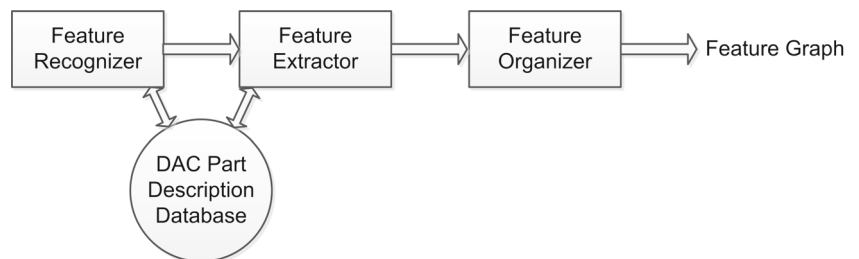 Feature
Recognizer
Feature
Extractor
Feature
Organizer
Feature Graph
DAC Part
Description
Database